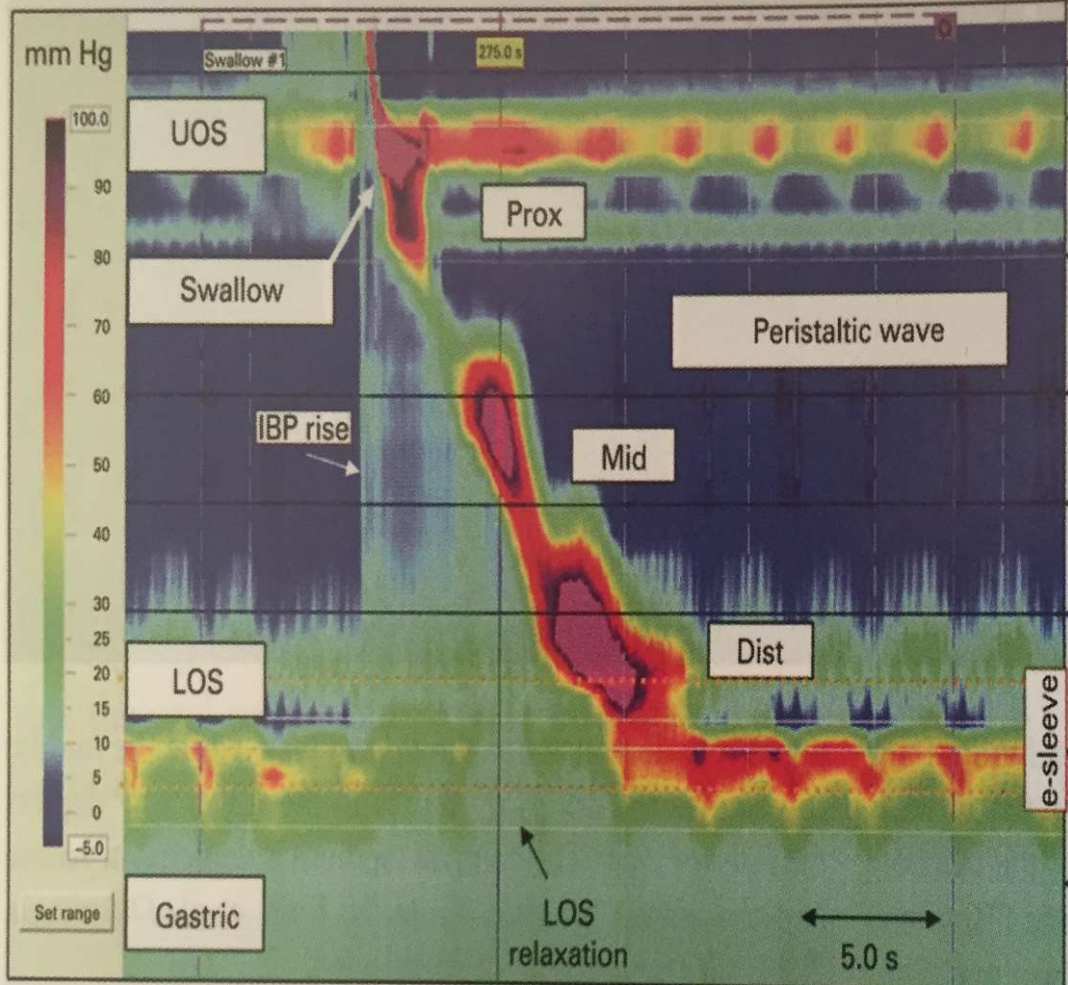 mm Hg
Swallow #1
275.0 s
100.0
90
80
70
60
50
40
30
25
20
15
10
5
0
-5.0
Set range
UOS
Prox
Swallow
Peristaltic wave
IBP rise
Mid
Dist
LOS
e-sleeve
Gastric
LOS
relaxation
5.0 s